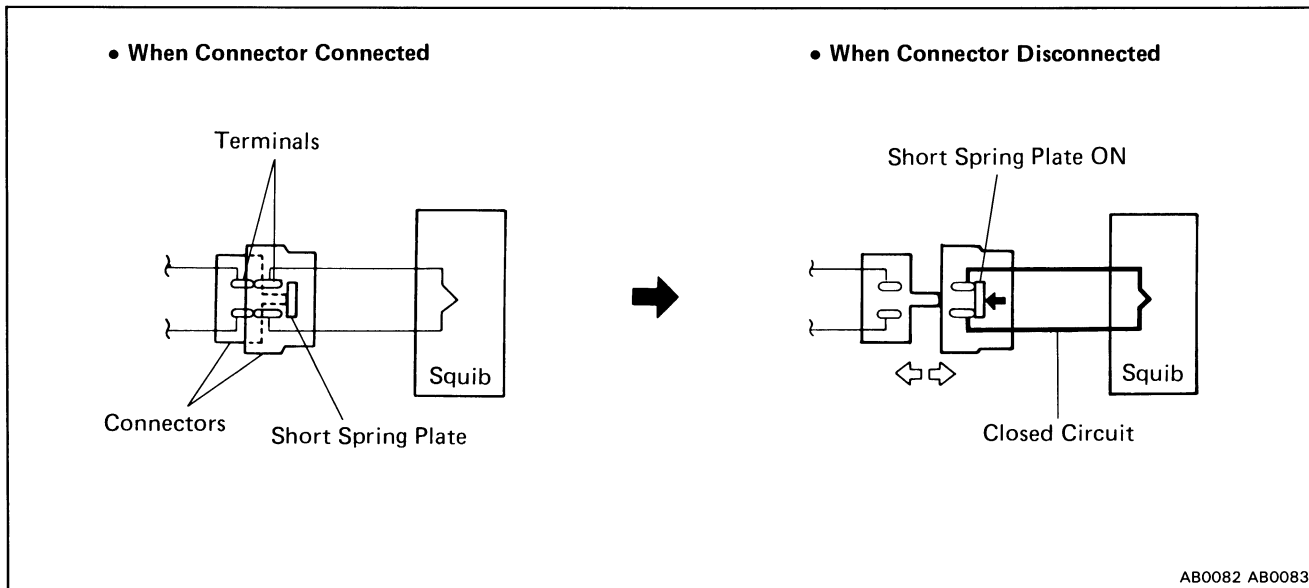 • When Connector Connected
Terminals
Squib
Connectors
Short Spring Plate
• When Connector Disconnected
Short Spring Plate ON
Squib
Closed Circuit
AB0082 AB0083